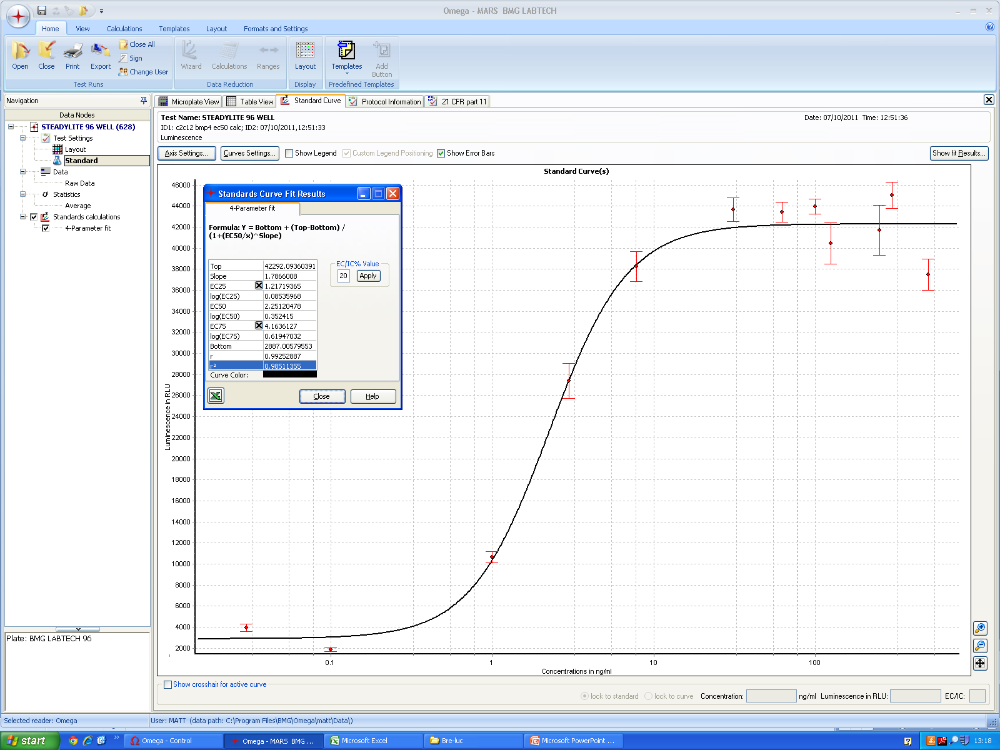 Omega - MARS  BMG LABTECH
Home View Calculations Templates Layout Formats and Settings
Open Close Print Export Close All Sign Change User
Wizard Calculations Ranges Layout Templates Add Button
Test Runs Data Reduction Display Predefined Templates
Navigation
Microplate View Table View Standard Curve Protocol Information 21 CFR part 11
Data Nodes
STEADYLITE 96 WELL (628)
Test Settings
Layout
Standard
Data
Raw Data
σ Statistics
Average
Standards calculations
4-Parameter fit
Plate: BMG LABTECH 96
Test Name: STEADYLITE 96 WELL
Date: 07/10/2011 Time: 12:51:36
ID1: c2c12 bmp4 ec50 calc; ID2: 07/10/2011,12:51:33
Luminescence
Axis Settings... Curves Settings... Show Legend Custom Legend Positioning Show Error Bars Show fit Results...
Standard Curve(s)
46000
44000
42000
40000
38000
36000
34000
32000
30000
28000
26000
24000
22000
20000
18000
16000
14000
12000
10000
8000
6000
4000
2000
Luminescence in RLU
0.1 1 10 100
Concentrations in ng/ml
Standards Curve Fit Results
4-Parameter fit
Formula: Y = Bottom + (Top-Bottom) /
(1+(EC50/x)^Slope)
Top 42292.09360391
Slope 1.7866008
EC25 1.21719365
log(EC25) 0.08535968
EC50 2.25120478
log(EC50) 0.352415
EC75 4.1636127
log(EC75) 0.61947032
Bottom 2887.00579553
r 0.99252887
r² 0.98511355
Curve Color:
EC/IC% Value
20 Apply
Close Help
Show crosshair for active curve
lock to standard lock to curve Concentration: ng/ml Luminescence in RLU: EC/IC:
Selected reader: Omega
User: MATT  (data path: C:\Program Files\BMG\Omega\matt\Data\)
start Omega - Control Omega - MARS BMG ... Microsoft Excel Bre-luc Microsoft PowerPoint ... 13:18